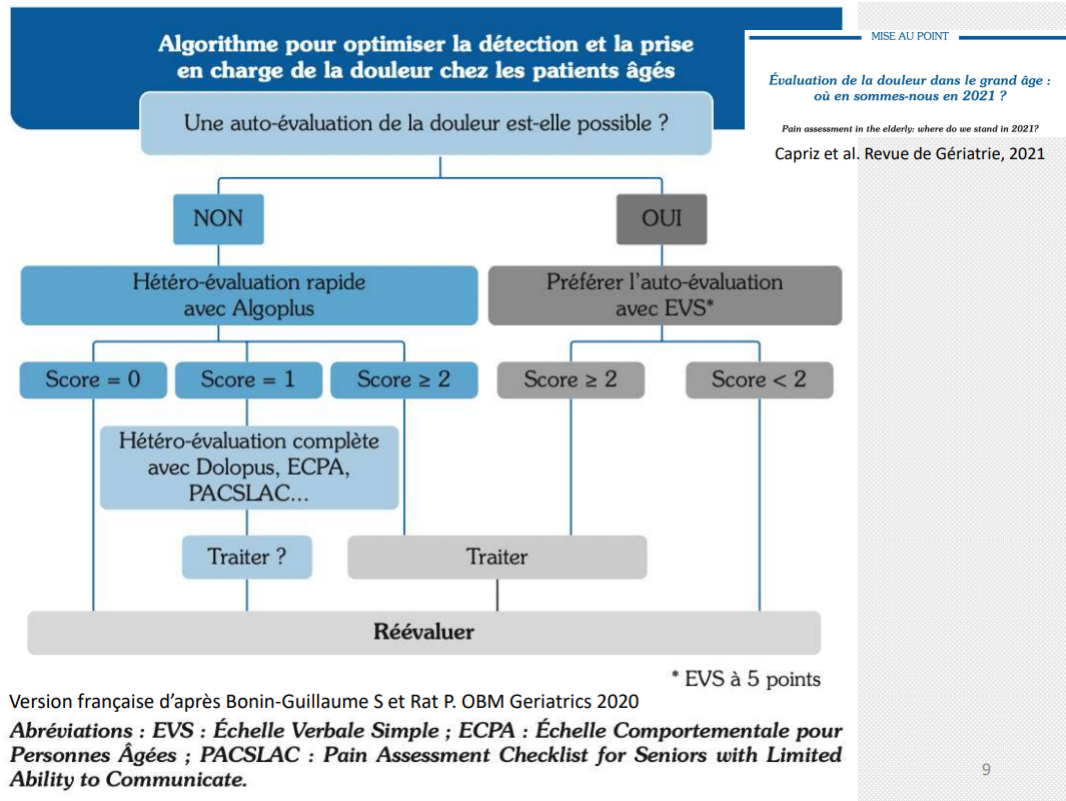 Algorithme pour optimiser la détection et la prise
en charge de la douleur chez les patients âgés
MISE AU POINT
Évaluation de la douleur dans le grand âge :
où en sommes-nous en 2021 ?
Pain assessment in the elderly: where do we stand in 2021?
Capriz et al. Revue de Gériatrie, 2021
Une auto-évaluation de la douleur est-elle possible ?
NON
OUI
Hétéro-évaluation rapide
avec Algoplus
Préférer l'auto-évaluation
avec EVS*
Score = 0
Score = 1
Score ≥ 2
Score ≥ 2
Score < 2
Hétéro-évaluation complète
avec Dolopus, ECPA,
PACSLAC...
Traiter ?
Traiter
Réévaluer
* EVS à 5 points
Version française d'après Bonin-Guillaume S et Rat P. OBM Geriatrics 2020
Abréviations : EVS : Échelle Verbale Simple ; ECPA : Échelle Comportementale pour
Personnes Âgées ; PACSLAC : Pain Assessment Checklist for Seniors with Limited
Ability to Communicate.
9